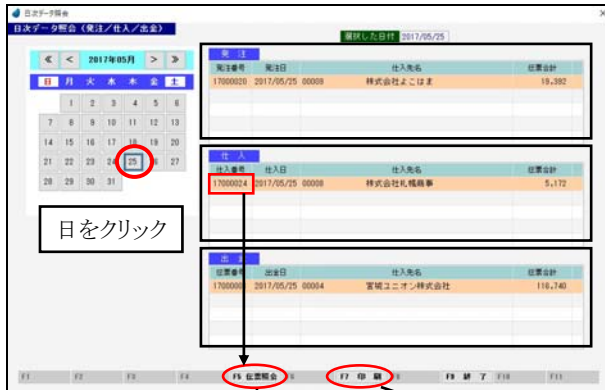 日次データ照会
日次データ照会（発注/仕入/出金）
選択した日付 2017/05/25
≪ < 2017年05月 > ≫
日 月 火 水 木 金 土
1 2 3 4 5 6
7 8 9 10 11 12 13
14 15 16 17 18 19 20
21 22 23 24 25 26 27
28 29 30 31
日をクリック
発 注
発注番号 発注日 仕入先名 伝票合計
17000020 2017/05/25 00009 株式会社よこはま 19,392
仕 入
仕入番号 仕入日 仕入先名 伝票合計
17000024 2017/05/25 00008 株式会社札幌商事 5,172
出 金
伝票番号 出金日 仕入先名 伝票合計
2017/05/25 00004 宮城ユニオン株式会社 116,740
F1 F2 F3 F4 F5 伝票照会 F7 印 刷 F9 終 了 F10 F11